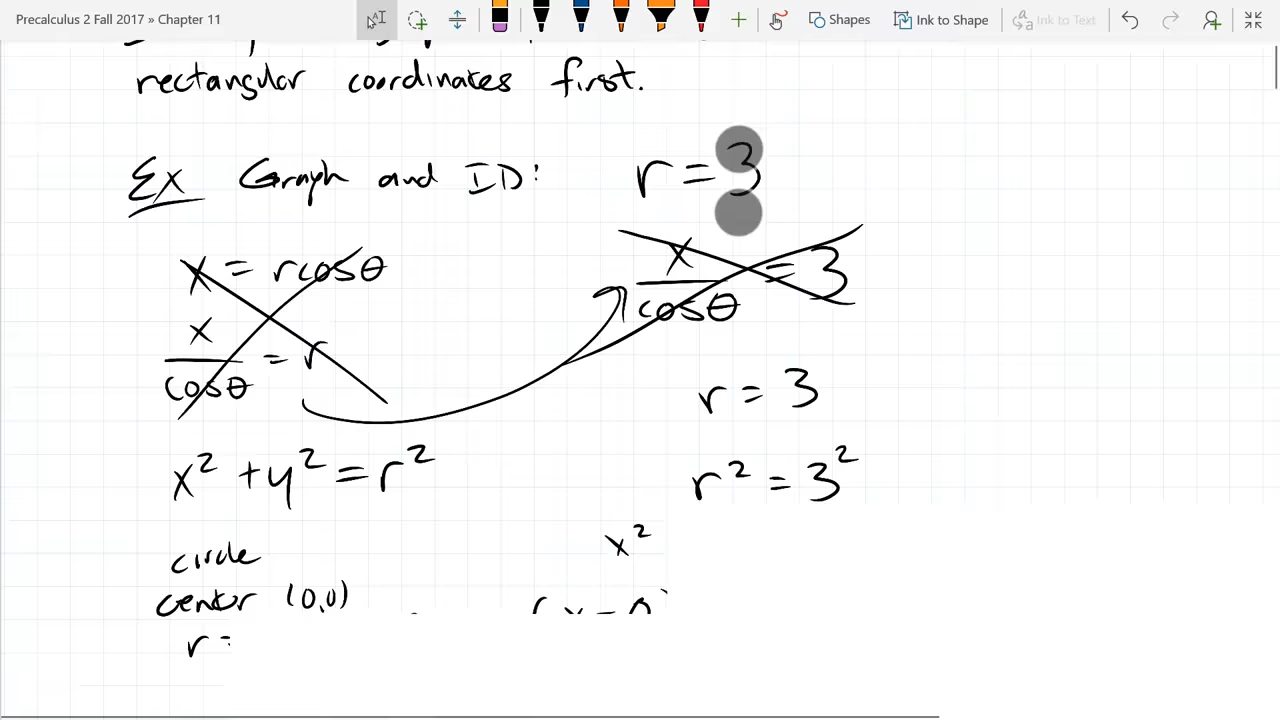 Precalculus 2 Fall 2017 » Chapter 11
Shapes
Ink to Shape
Ink to Text
rectangular coordinates first.
Ex Graph and ID: r = 3
x = rcosθ
x/cosθ = 3
x/cosθ = r
r = 3
x² + y² = r²
r² = 3²
x²
circle
center (0,0)
r =